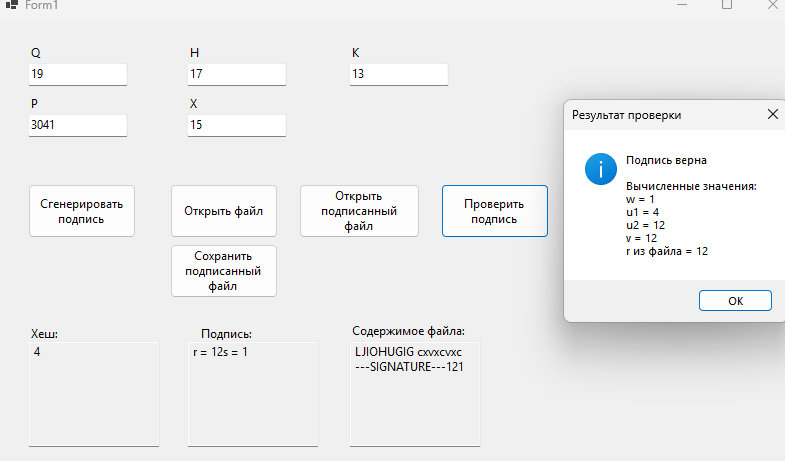 Form1
Q
H
K
19
17
13
P
X
3041
15
Сгенерировать
подпись
Открыть файл
Открыть
подписанный
файл
Проверить
подпись
Сохранить
подписанный
файл
Хеш:
Подпись:
Содержимое файла:
4
r = 12s = 1
LJIOHUGIG cxvxcvxc
---SIGNATURE---121
Результат проверки
Подпись верна
Вычисленные значения:
w = 1
u1 = 4
u2 = 12
v = 12
r из файла = 12
ОК